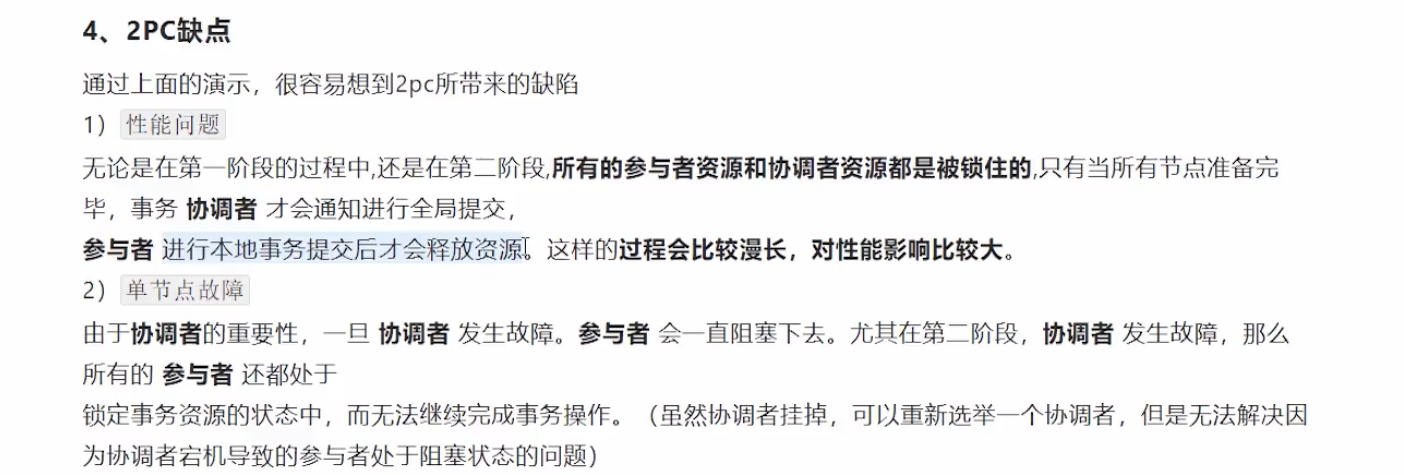 4、2PC缺点
通过上面的演示，很容易想到2pc所带来的缺陷
1）性能问题
无论是在第一阶段的过程中,还是在第二阶段,所有的参与者资源和协调者资源都是被锁住的,只有当所有节点准备完
毕，事务 协调者 才会通知进行全局提交，
参与者 进行本地事务提交后才会释放资源。这样的过程会比较漫长，对性能影响比较大。
2）单节点故障
由于协调者的重要性，一旦 协调者 发生故障。参与者 会一直阻塞下去。尤其在第二阶段，协调者 发生故障，那么
所有的 参与者 还都处于
锁定事务资源的状态中，而无法继续完成事务操作。（虽然协调者挂掉，可以重新选举一个协调者，但是无法解决因
为协调者宕机导致的参与者处于阻塞状态的问题）